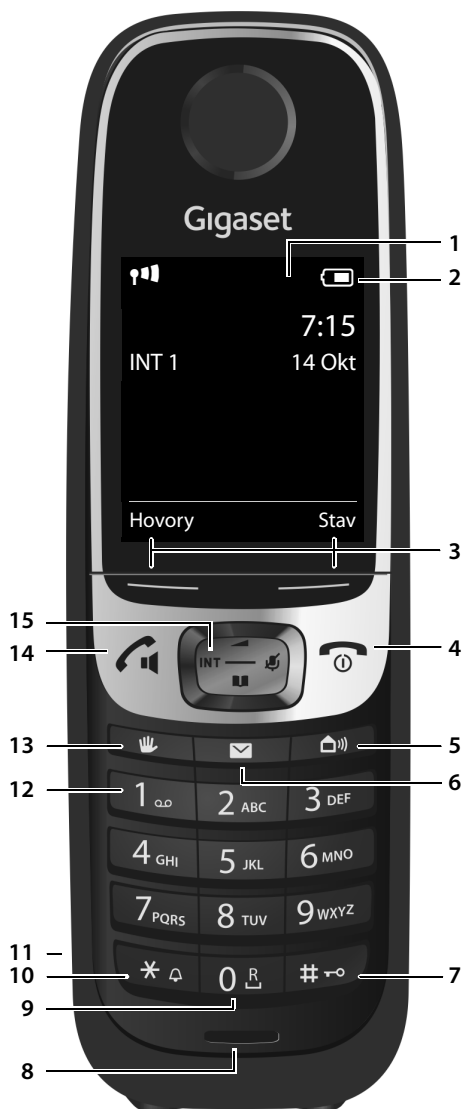 Gigaset
1
2
7:15
INT 1 14 Okt
Hovory Stav
3
15
14
INT
4
13
5
6
12
1 2 ABC 3 DEF
4 GHI 5 JKL 6 MNO
7 PQRS 8 TUV 9 WXYZ
11
10
* 0 R #
7
9
8